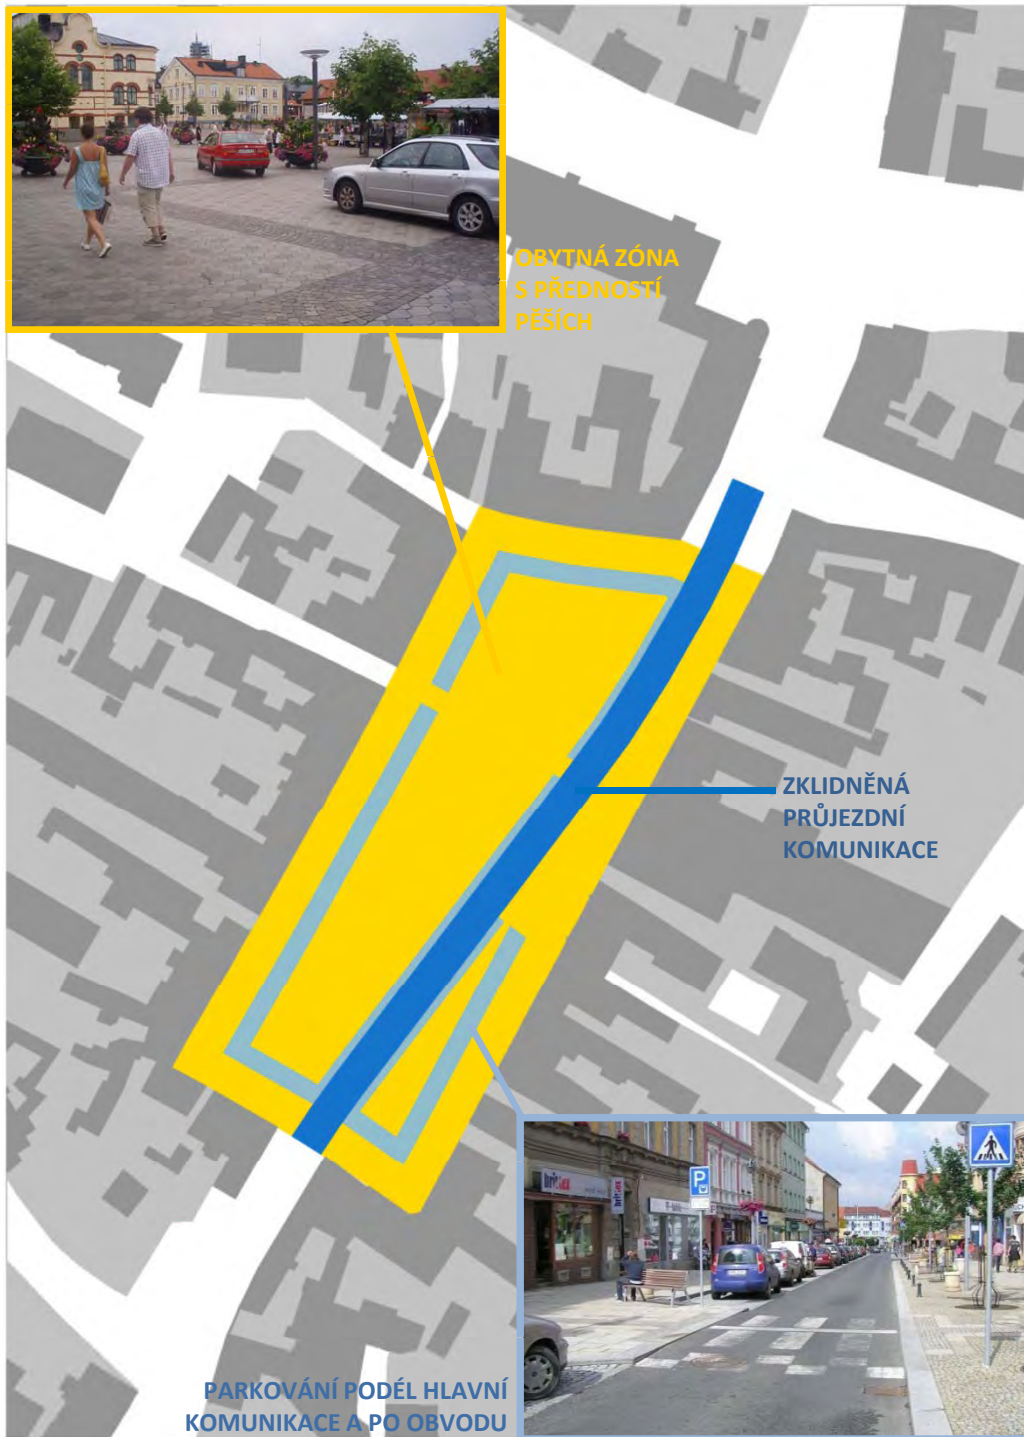 OBYTNÁ ZÓNA
S PŘEDNOSTÍ
PĚŠÍCH
ZKLIDNĚNÁ
PRŮJEZDNÍ
KOMUNIKACE
P
PARKOVÁNÍ PODÉL HLAVNÍ
KOMUNIKACE A PO OBVODU